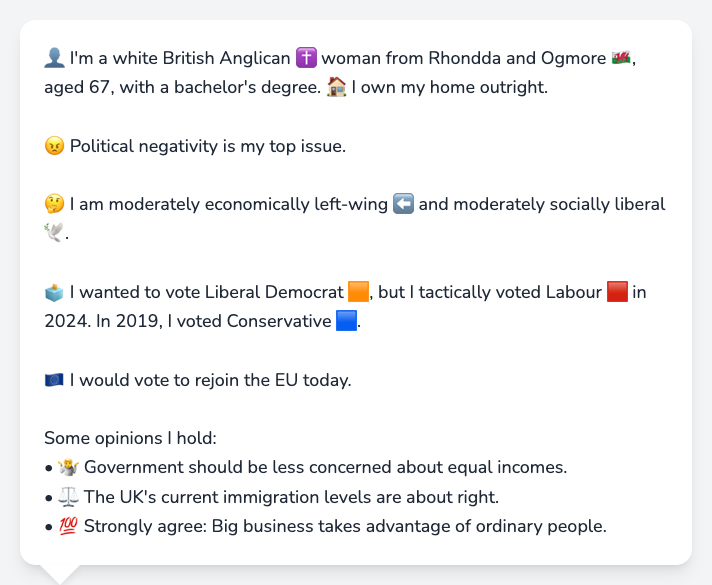 👤 I'm a white British Anglican ✝️ woman from Rhondda and Ogmore 🏴󠁧󠁢󠁷󠁬󠁳󠁿,
aged 67, with a bachelor's degree. 🏠 I own my home outright.
😠 Political negativity is my top issue.
🤔 I am moderately economically left-wing ⬅️ and moderately socially liberal
🕊️.
🗳️ I wanted to vote Liberal Democrat 🟧, but I tactically voted Labour 🟥 in
2024. In 2019, I voted Conservative 🟦.
🇪🇺 I would vote to rejoin the EU today.
Some opinions I hold:
• 🤷 Government should be less concerned about equal incomes.
• ⚖️ The UK's current immigration levels are about right.
• 💯 Strongly agree: Big business takes advantage of ordinary people.